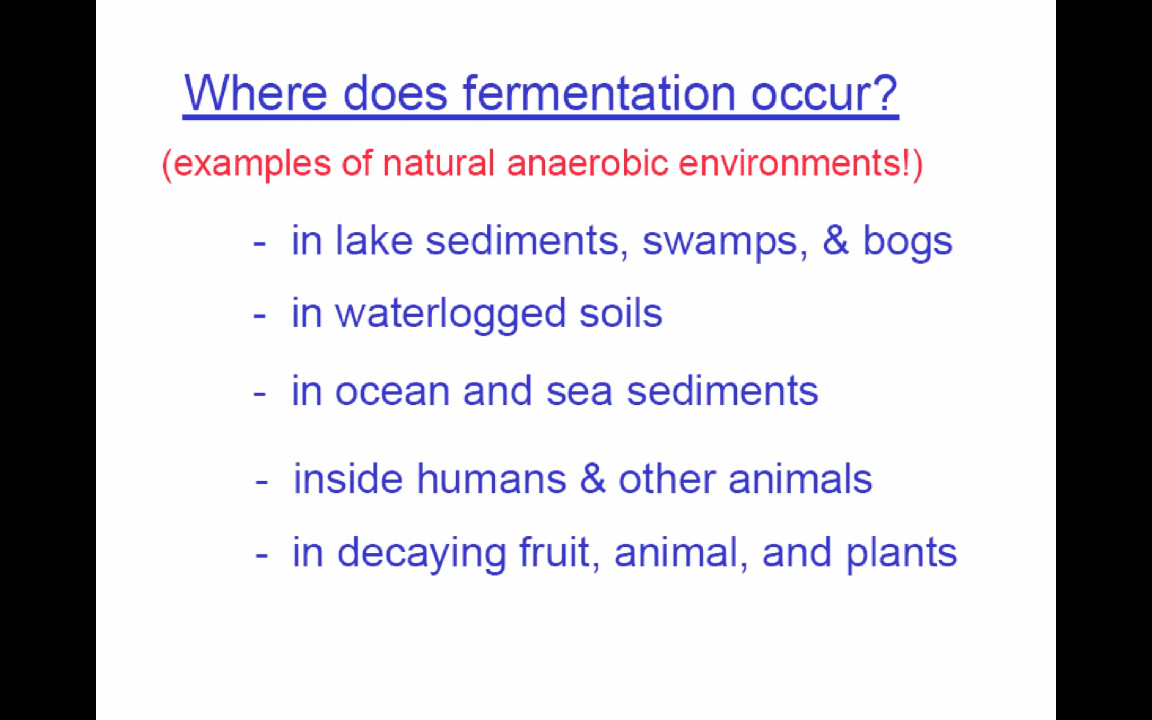 Where does fermentation occur?
(examples of natural anaerobic environments!)
- in lake sediments, swamps, & bogs
- in waterlogged soils
- in ocean and sea sediments
- inside humans & other animals
- in decaying fruit, animal, and plants